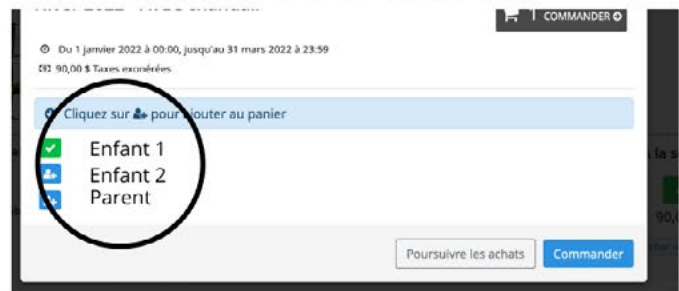 1 COMMANDER
Du 1 janvier 2022 à 00:00, jusqu'au 31 mars 2022 à 23:59
90,00 $ Taxes exonérées
Cliquez sur pour ajouter au panier
Enfant 1
Enfant 2
Parent
Poursuivre les achats
Commander